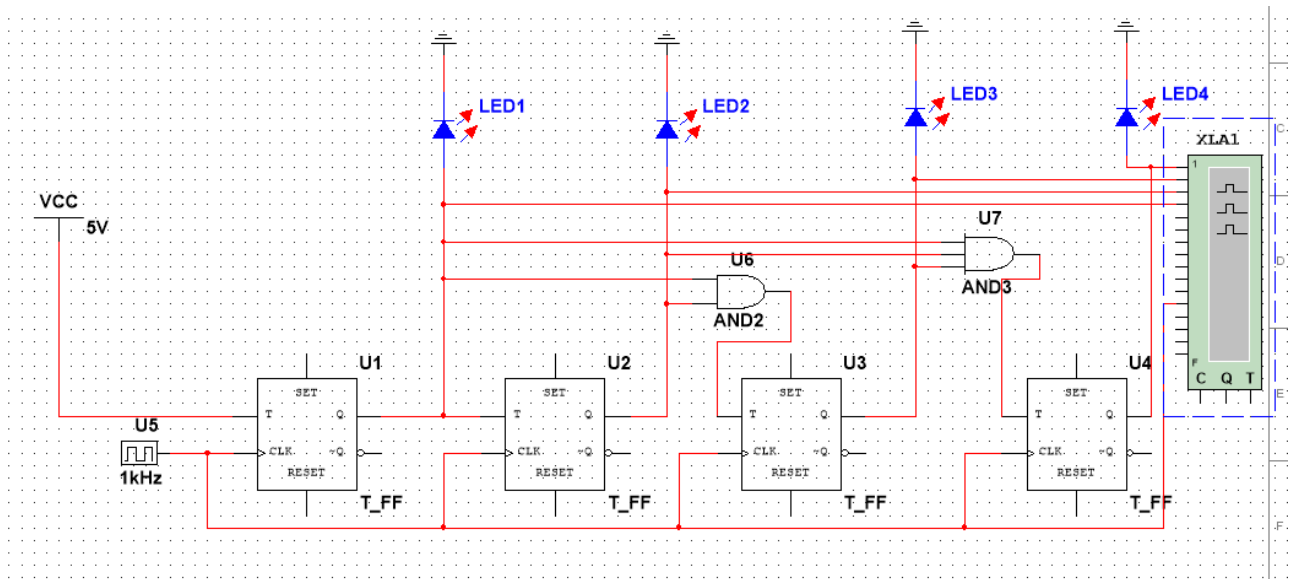 LED1
LED2
LED3
LED4
XLA1
C
1
VCC
5V
U7
U6
D
AND3
AND2
F
U1
U2
U3
U4
SET
SET
SET
SET
C Q T
E
T Q
T Q
T Q
T Q
U5
CLK ~Q
CLK ~Q
CLK ~Q
CLK ~Q
1kHz
RESET
RESET
RESET
RESET
T_FF
T_FF
T_FF
T_FF
F